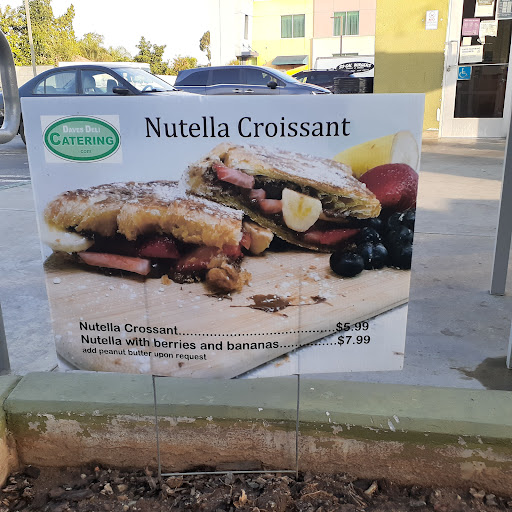 Daves Deli
Catering
.com
Nutella Croissant
Nutella Crossant......................................$5.99
Nutella with berries and bananas..............$7.99
add peanut butter upon request